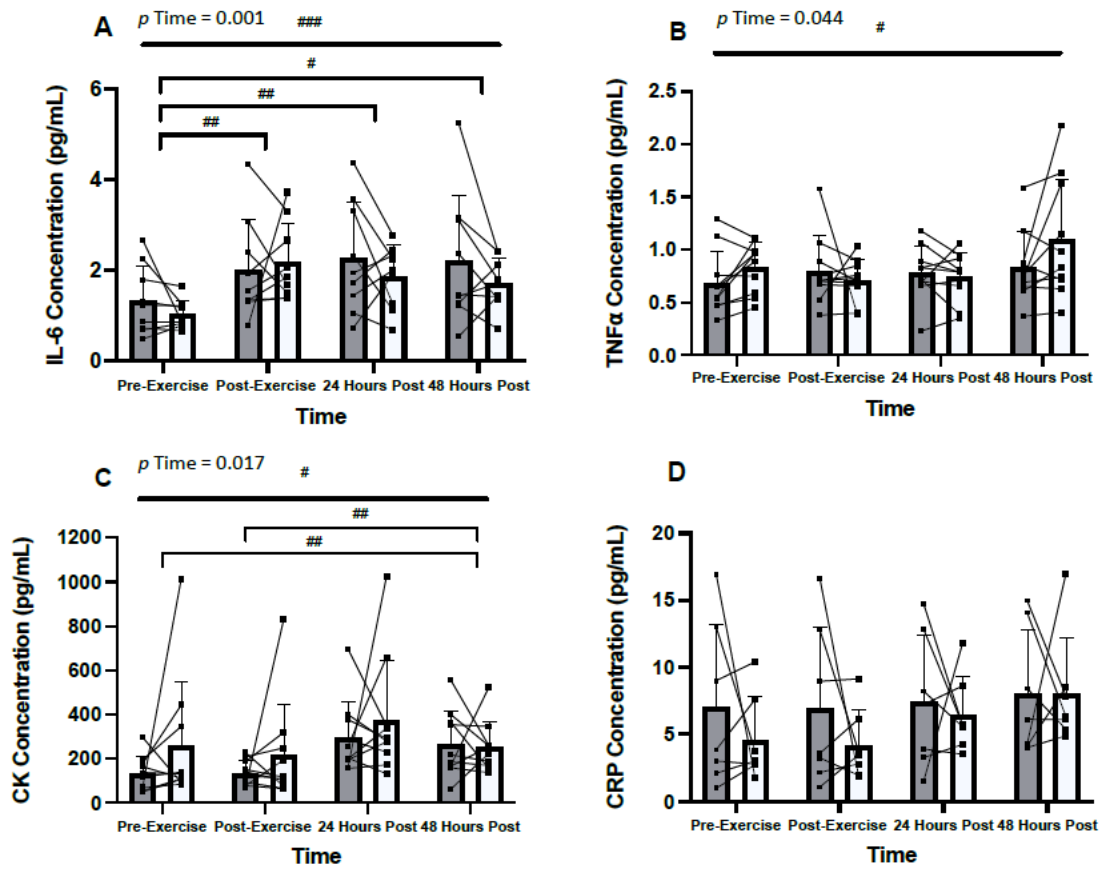 A
p Time = 0.001
###
#
##
##
IL-6 Concentration (pg/mL)
6
4
2
0
Pre-Exercise Post-Exercise 24 Hours Post 48 Hours Post
Time
B
p Time = 0.044
#
TNFα Concentration (pg/mL)
2.5
2.0
1.5
1.0
0.5
0.0
Pre-Exercise Post-Exercise 24 Hours Post 48 Hours Post
Time
C
p Time = 0.017
#
##
##
CK Concentration (pg/mL)
1200
1000
800
600
400
200
0
Pre-Exercise Post-Exercise 24 Hours Post 48 Hours Post
Time
D
CRP Concentration (pg/mL)
20
15
10
5
0
Pre-Exercise Post-Exercise 24 Hours Post 48 Hours Post
Time